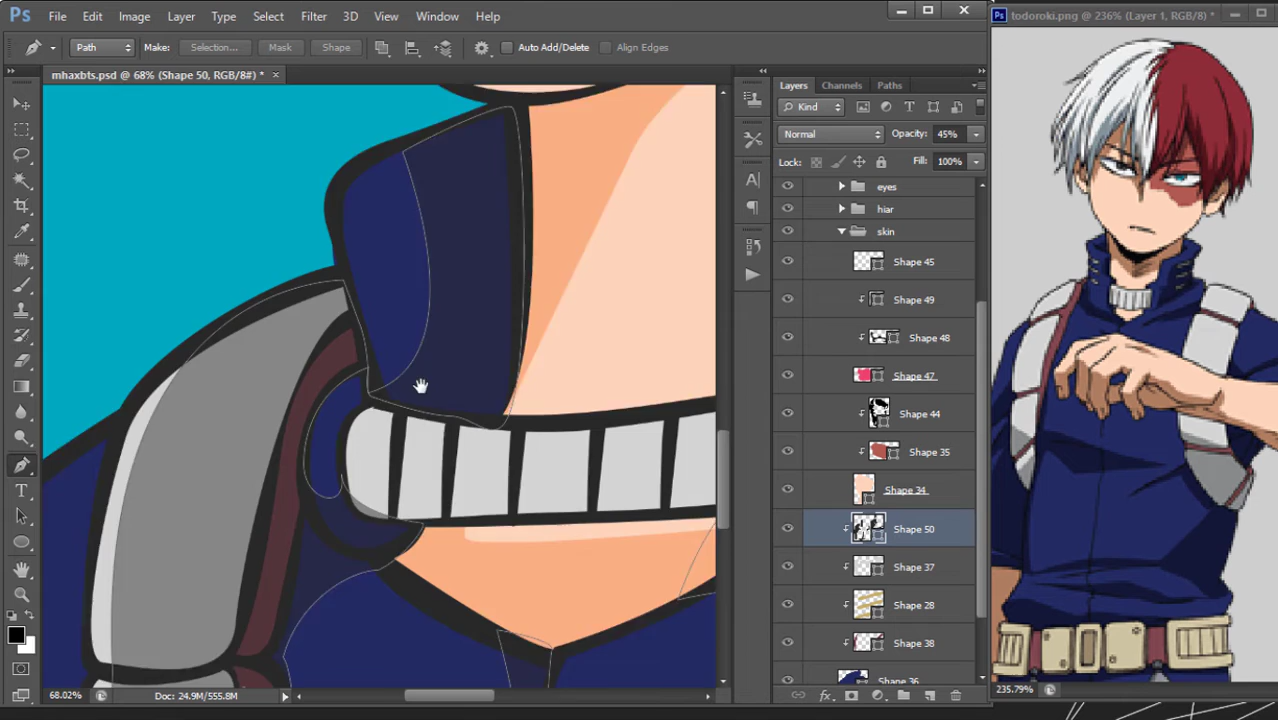 Ps File Edit Image Layer Type Select Filter 3D View Window Help
Path Make: Selection... Mask Shape Auto Add/Delete Align Edges
mhaxbts.psd @ 68% (Shape 50, RGB/8#) * ×
Ps todoroki.png @ 236% (Layer 1, RGB/8) *
Layers Channels Paths
Kind
Normal Opacity: 45%
Lock: Fill: 100%
eyes
hiar
skin
Shape 45
Shape 49
Shape 48
Shape 47
Shape 44
Shape 35
Shape 34
Shape 50
Shape 37
Shape 28
Shape 38
Shape 36
68.02% Doc: 24.9M/555.8M
235.79%